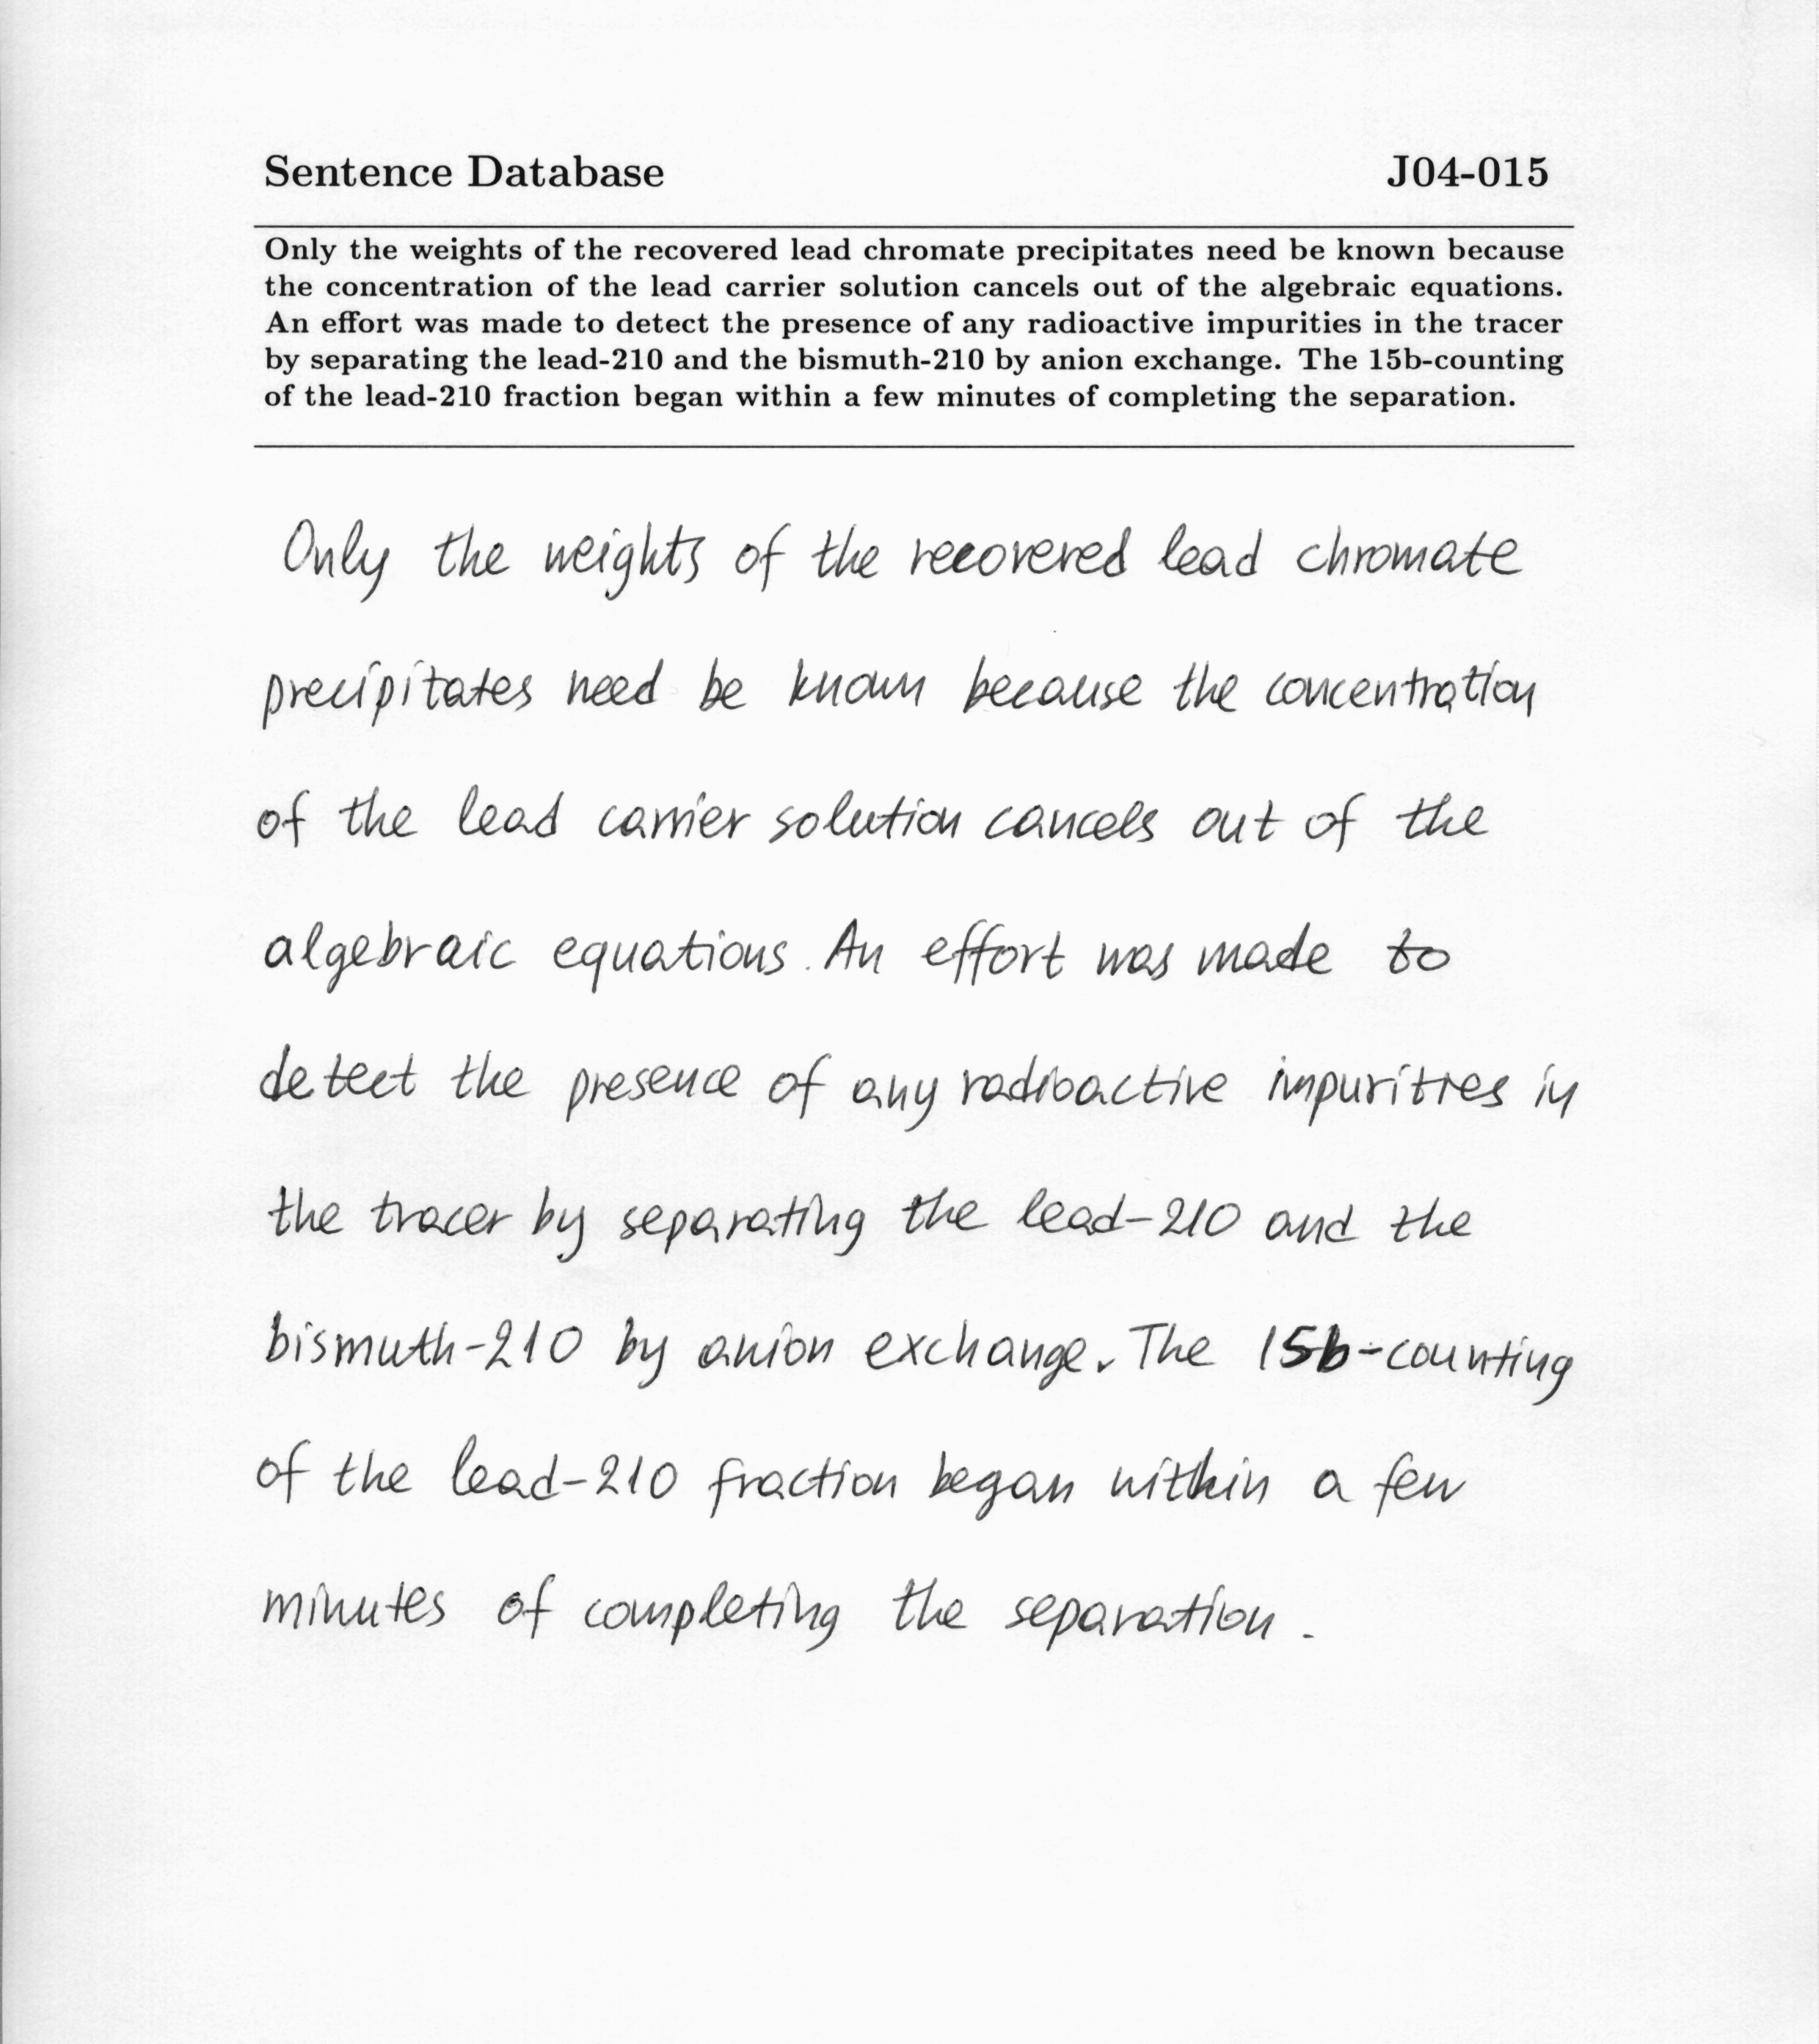 Sentence Database J04-015
Only the weights of the recovered lead chromate precipitates need be known because
the concentration of the lead carrier solution cancels out of the algebraic equations.
An effort was made to detect the presence of any radioactive impurities in the tracer
by separating the lead-210 and the bismuth-210 by anion exchange. The 15b-counting
of the lead-210 fraction began within a few minutes of completing the separation.
Only the weights of the recovered lead chromate
precipitates need be known because the concentration
of the lead carrier solution cancels out of the
algebraic equations. An effort was made to
detect the presence of any radioactive impurities in
the tracer by separating the lead-210 and the
bismuth-210 by anion exchange. The 15b-counting
of the lead-210 fraction began within a few
minutes of completing the separation.